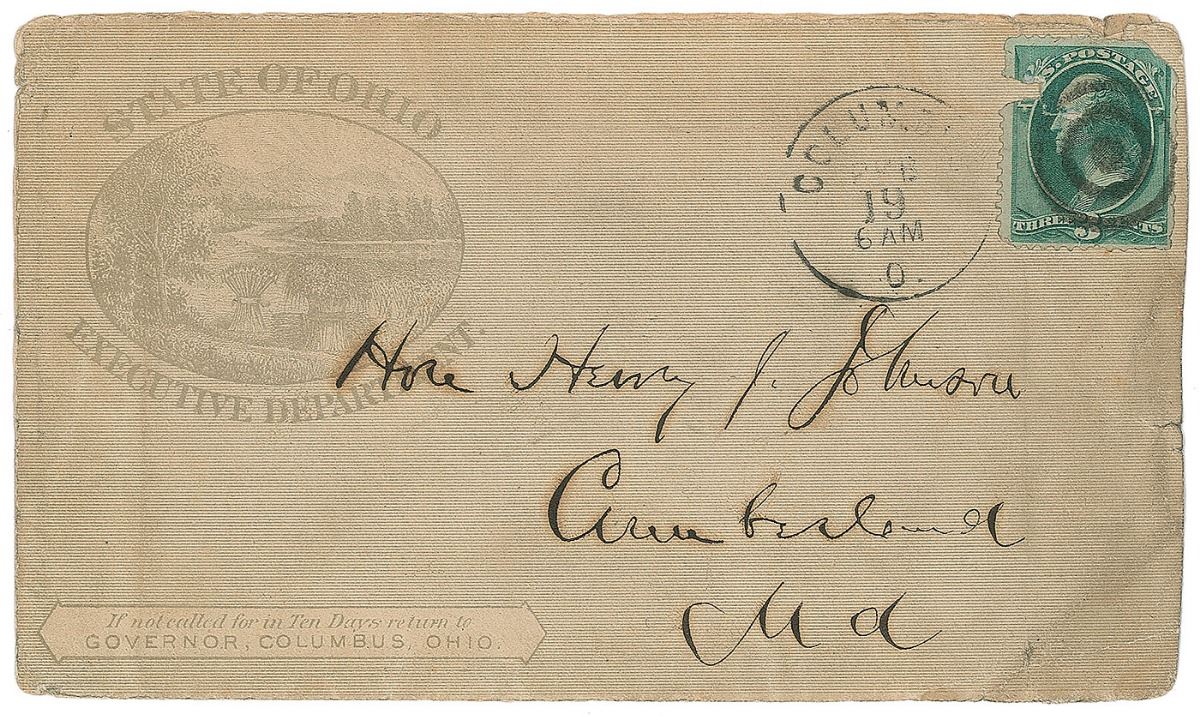 STATE OF OHIO
EXECUTIVE DEPARTMENT.
U.S. POSTAGE
THREE 3 CENTS
COLUMB
19
6 AM
O.
Hon Henry J. Johnson
Cumberland
Md
If not called for in Ten Days return to
GOVERNOR, COLUMBUS, OHIO.